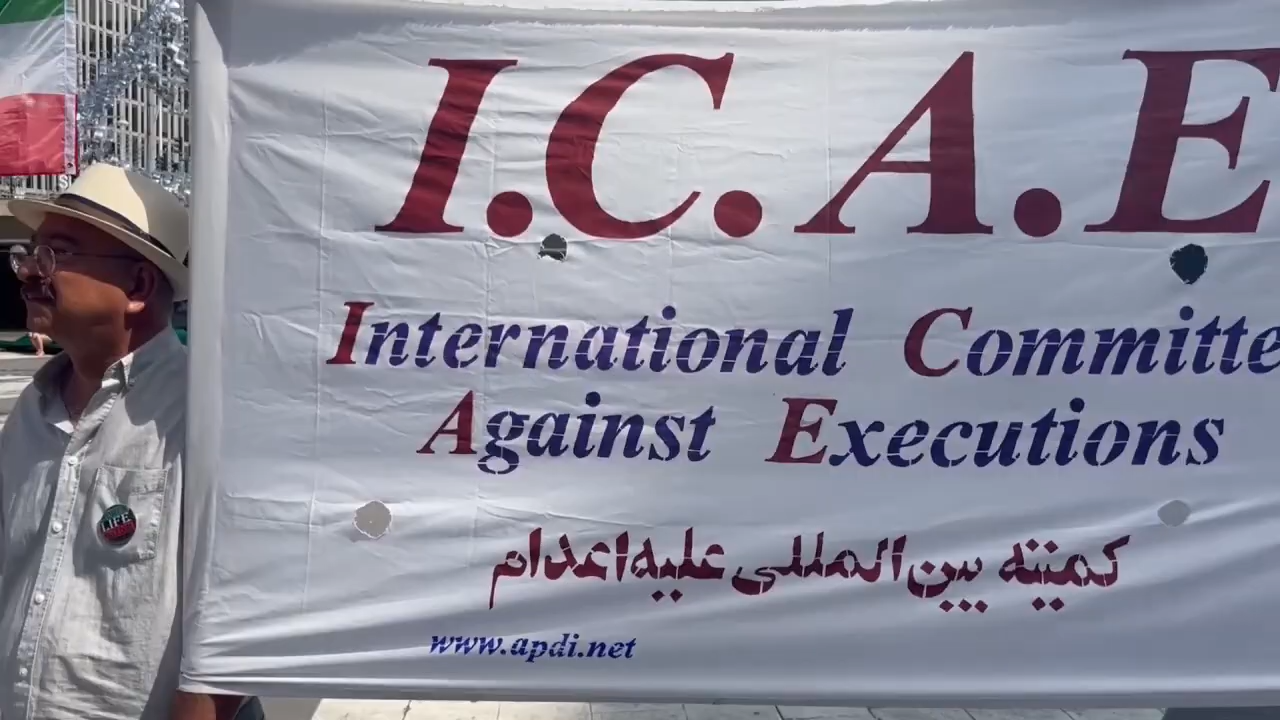 I.C.A.E
International Committe
Against Executions
کمیته بین المللی علیه اعدام
www.apdi.net
LIFE